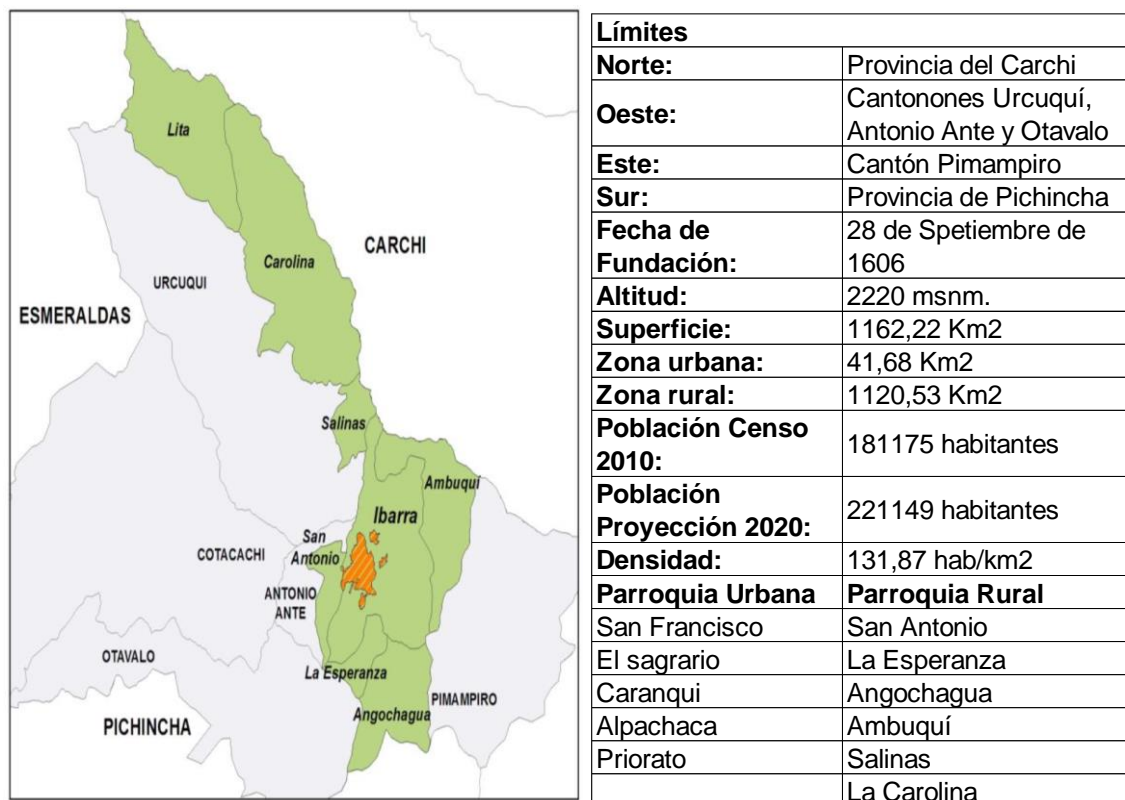 Lita
CARCHI
Carolina
URCUQUI
ESMERALDAS
Salinas
Ambuquí
Ibarra
San
Antonio
COTACACHI
ANTONIO
ANTE
OTAVALO
La Esperanza
PIMAMPIRO
Angochagua
PICHINCHA
Límites
Norte: Provincia del Carchi
Oeste: Cantonones Urcuquí,
Antonio Ante y Otavalo
Este: Cantón Pimampiro
Sur: Provincia de Pichincha
Fecha de
Fundación: 28 de Spetiembre de
1606
Altitud: 2220 msnm.
Superficie: 1162,22 Km2
Zona urbana: 41,68 Km2
Zona rural: 1120,53 Km2
Población Censo
2010: 181175 habitantes
Población
Proyección 2020: 221149 habitantes
Densidad: 131,87 hab/km2
Parroquia Urbana Parroquia Rural
San Francisco San Antonio
El sagrario La Esperanza
Caranqui Angochagua
Alpachaca Ambuquí
Priorato Salinas
La Carolina